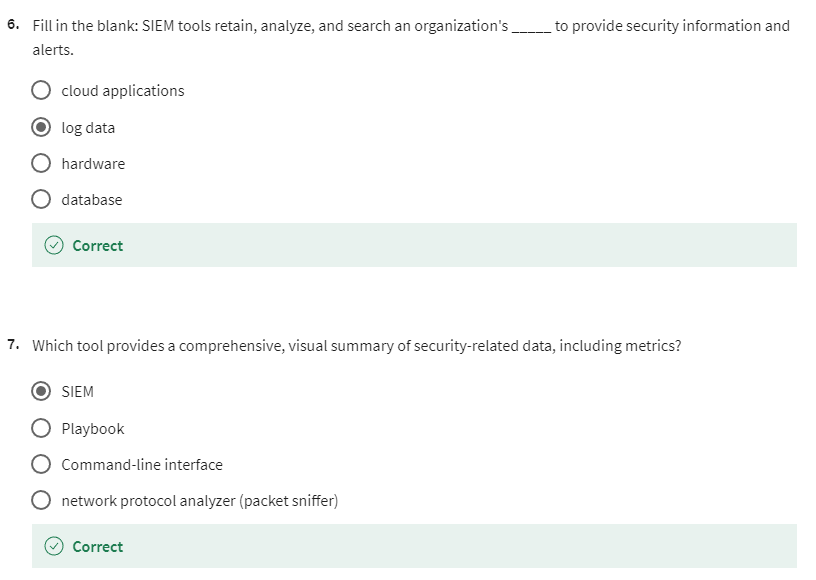 6. Fill in the blank: SIEM tools retain, analyze, and search an organization's _____ to provide security information and
alerts.
cloud applications
log data
hardware
database
Correct
7. Which tool provides a comprehensive, visual summary of security-related data, including metrics?
SIEM
Playbook
Command-line interface
network protocol analyzer (packet sniffer)
Correct